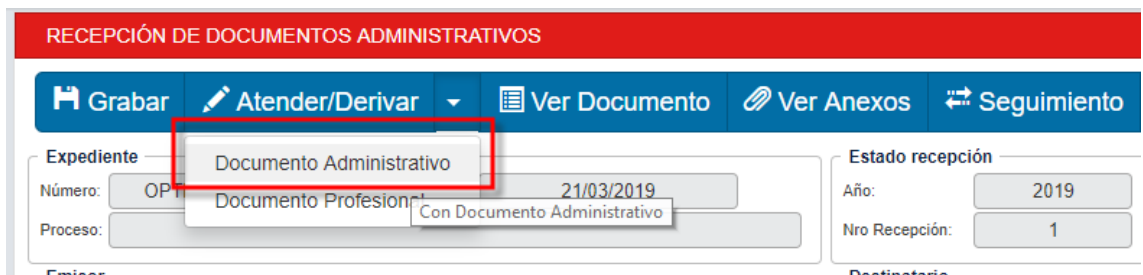 RECEPCIÓN DE DOCUMENTOS ADMINISTRATIVOS
Grabar Atender/Derivar Ver Documento Ver Anexos Seguimiento
Expediente Estado recepción
Documento Administrativo
Número: 21/03/2019 Año: 2019
Documento Profesional
Con Documento Administrativo
Proceso: Nro Recepción: 1